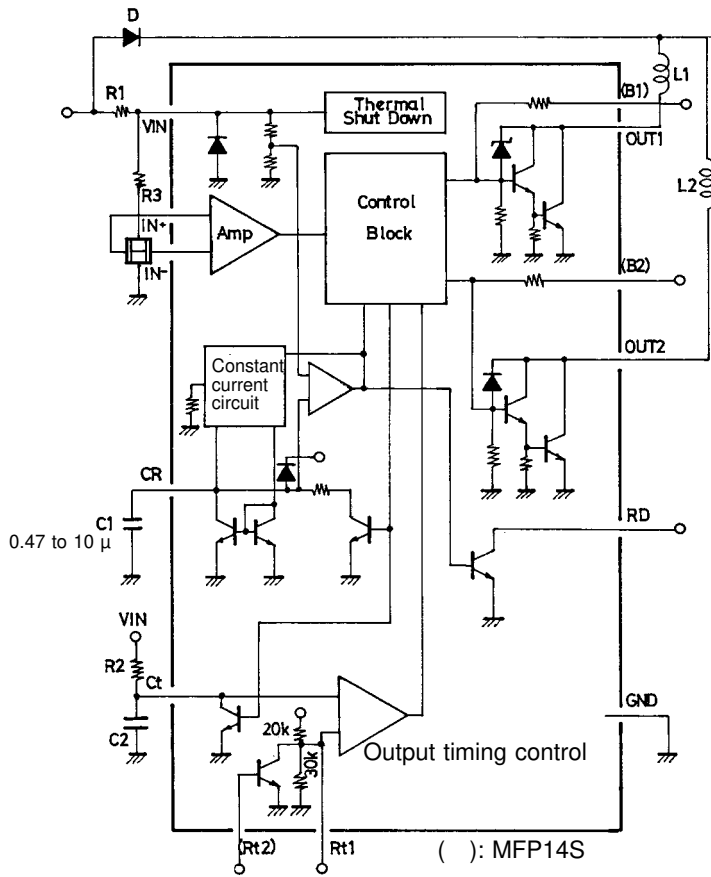 D
R1
VIN
Thermal
Shut Down
(B1)
L1
OUT1
L2
R3
IN+
IN-
Amp
Control
Block
(B2)
OUT2
Constant
current
circuit
CR
C1
0.47 to 10 μ
RD
VIN
R2
Ct
C2
GND
20k
30k
Output timing control
(Rt2)
Rt1
( ): MFP14S